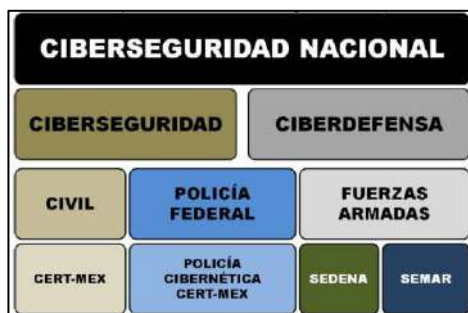 CIBERSEGURIDAD NACIONAL
CIBERSEGURIDAD
CIBERDEFENSA
CIVIL
POLICÍA
FEDERAL
FUERZAS
ARMADAS
CERT-MEX
POLICÍA
CIBERNÉTICA
CERT-MEX
SEDENA
SEMAR